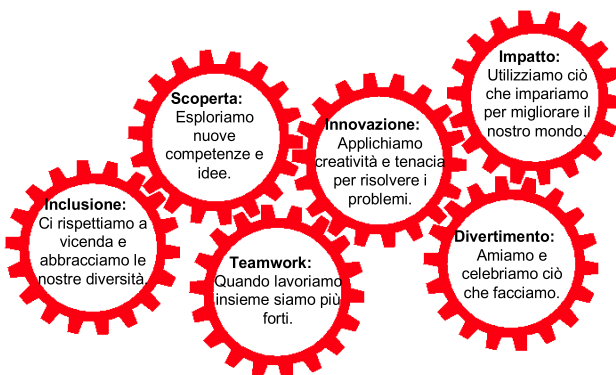 Scoperta:
Esploriamo
nuove
competenze e
idee.
Innovazione:
Applichiamo
creatività e tenacia
per risolvere i
problemi.
Impatto:
Utilizziamo ciò
che impariamo
per migliorare il
nostro mondo.
Inclusione:
Ci rispettiamo a
vicenda e
abbracciamo le
nostre diversità.
Teamwork:
Quando lavoriamo
insieme siamo più
forti.
Divertimento:
Amiamo e
celebriamo ciò
che facciamo.